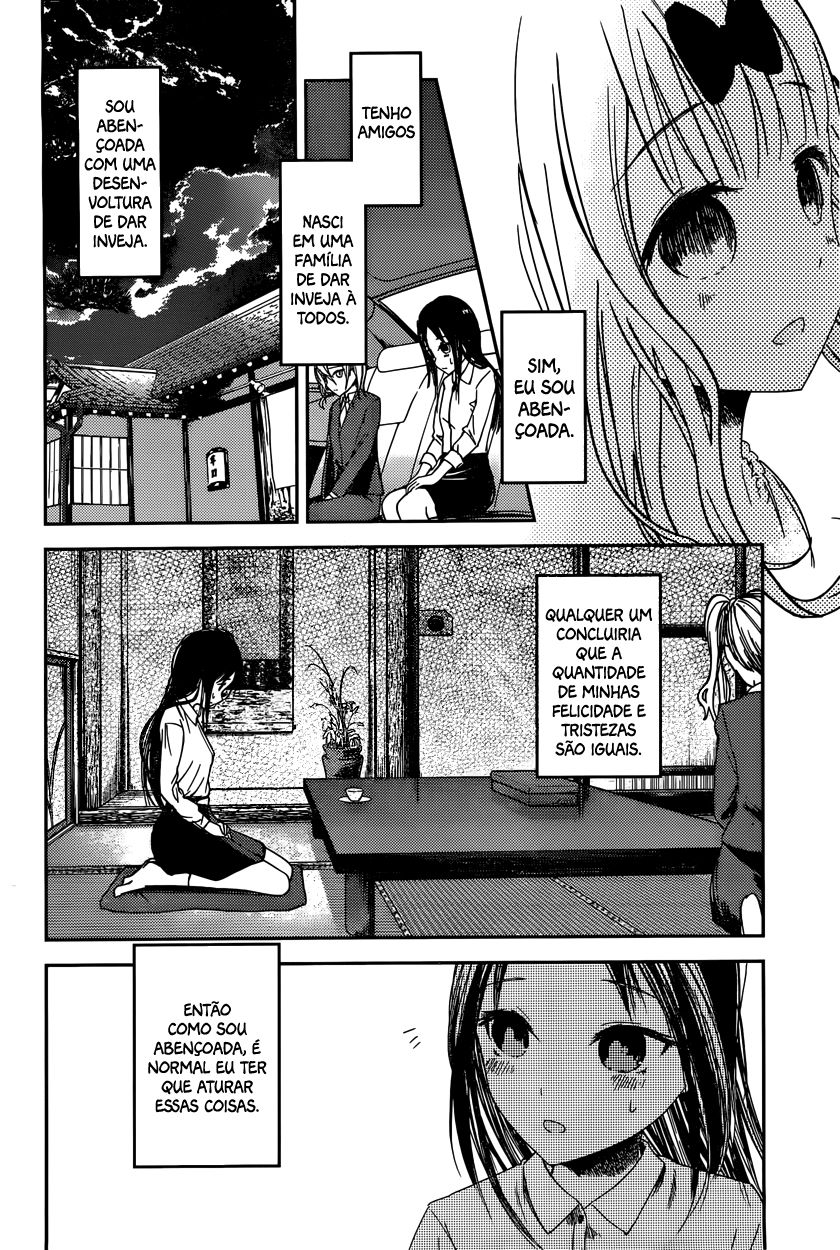 SIM,
EU SOU
ABEN-
ÇOADA.
TENHO
AMIGOS
NASCI
EM UMA
FAMÍLIA
DE DAR
INVEJA À
TODOS.
SOU
ABEN-
ÇOADA
COM UMA
DESEN-
VOLTURA
DE DAR
INVEJA.
QUALQUER UM
CONCLUIRIA
QUE A
QUANTIDADE
DE MINHAS
FELICIDADE E
TRISTEZAS
SÃO IGUAIS.
ENTÃO
COMO SOU
ABENÇOADA, É
NORMAL EU TER
QUE ATURAR
ESSAS COISAS.